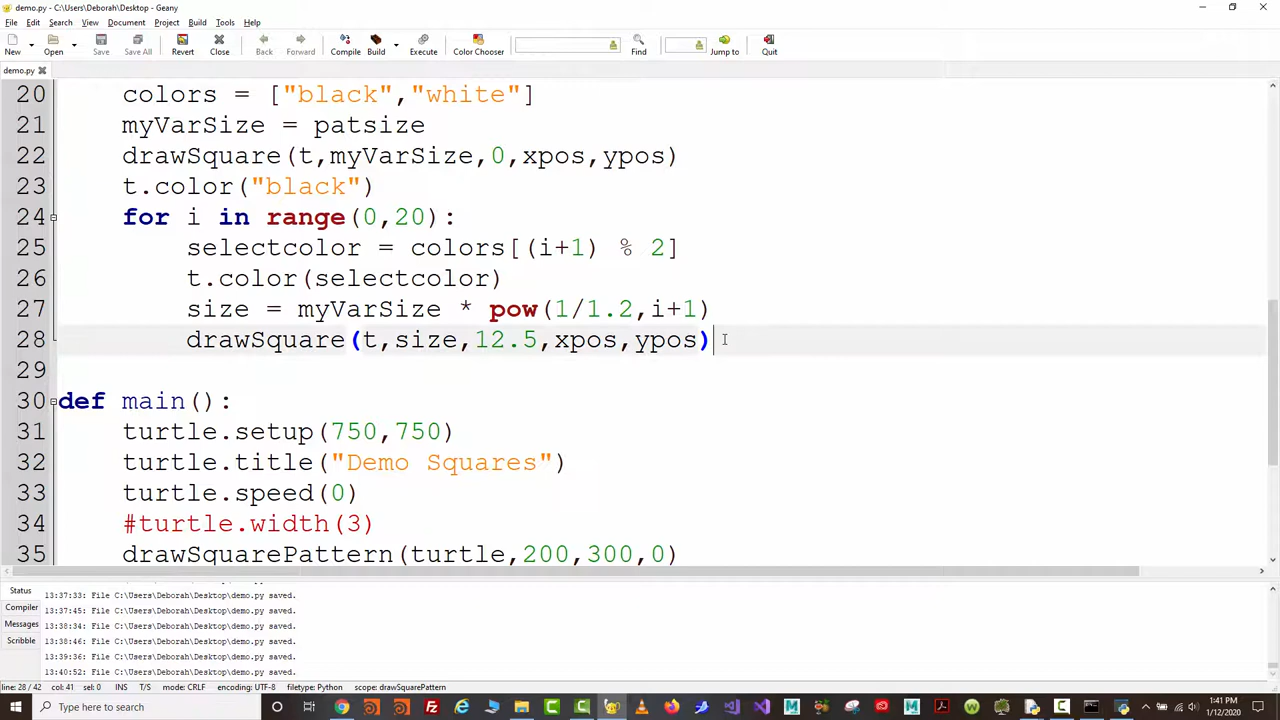 demo.py - C:\Users\Deborah\Desktop - Geany
File Edit Search View Document Project Build Tools Help
New Open Save Save All Revert Close Back Forward Compile Build Execute Color Chooser Find Jump to Quit
demo.py
20 colors = ["black","white"]
21 myVarSize = patsize
22 drawSquare(t,myVarSize,0,xpos,ypos)
23 t.color("black")
24 for i in range(0,20):
25 selectcolor = colors[(i+1) % 2]
26 t.color(selectcolor)
27 size = myVarSize * pow(1/1.2,i+1)
28 drawSquare(t,size,12.5,xpos,ypos)
29
30 def main():
31 turtle.setup(750,750)
32 turtle.title("Demo Squares")
33 turtle.speed(0)
34 #turtle.width(3)
35 drawSquarePattern(turtle,200,300,0)
Status
Compiler
Messages
Scribble
13:37:33: File C:\Users\Deborah\Desktop\demo.py saved.
13:37:45: File C:\Users\Deborah\Desktop\demo.py saved.
13:38:34: File C:\Users\Deborah\Desktop\demo.py saved.
13:38:46: File C:\Users\Deborah\Desktop\demo.py saved.
13:39:36: File C:\Users\Deborah\Desktop\demo.py saved.
13:40:52: File C:\Users\Deborah\Desktop\demo.py saved.
line: 28 / 42 col: 41 sel: 0 INS T/S mode: CRLF encoding: UTF-8 filetype: Python scope: drawSquarePattern
Type here to search
1:41 PM
1/12/2020